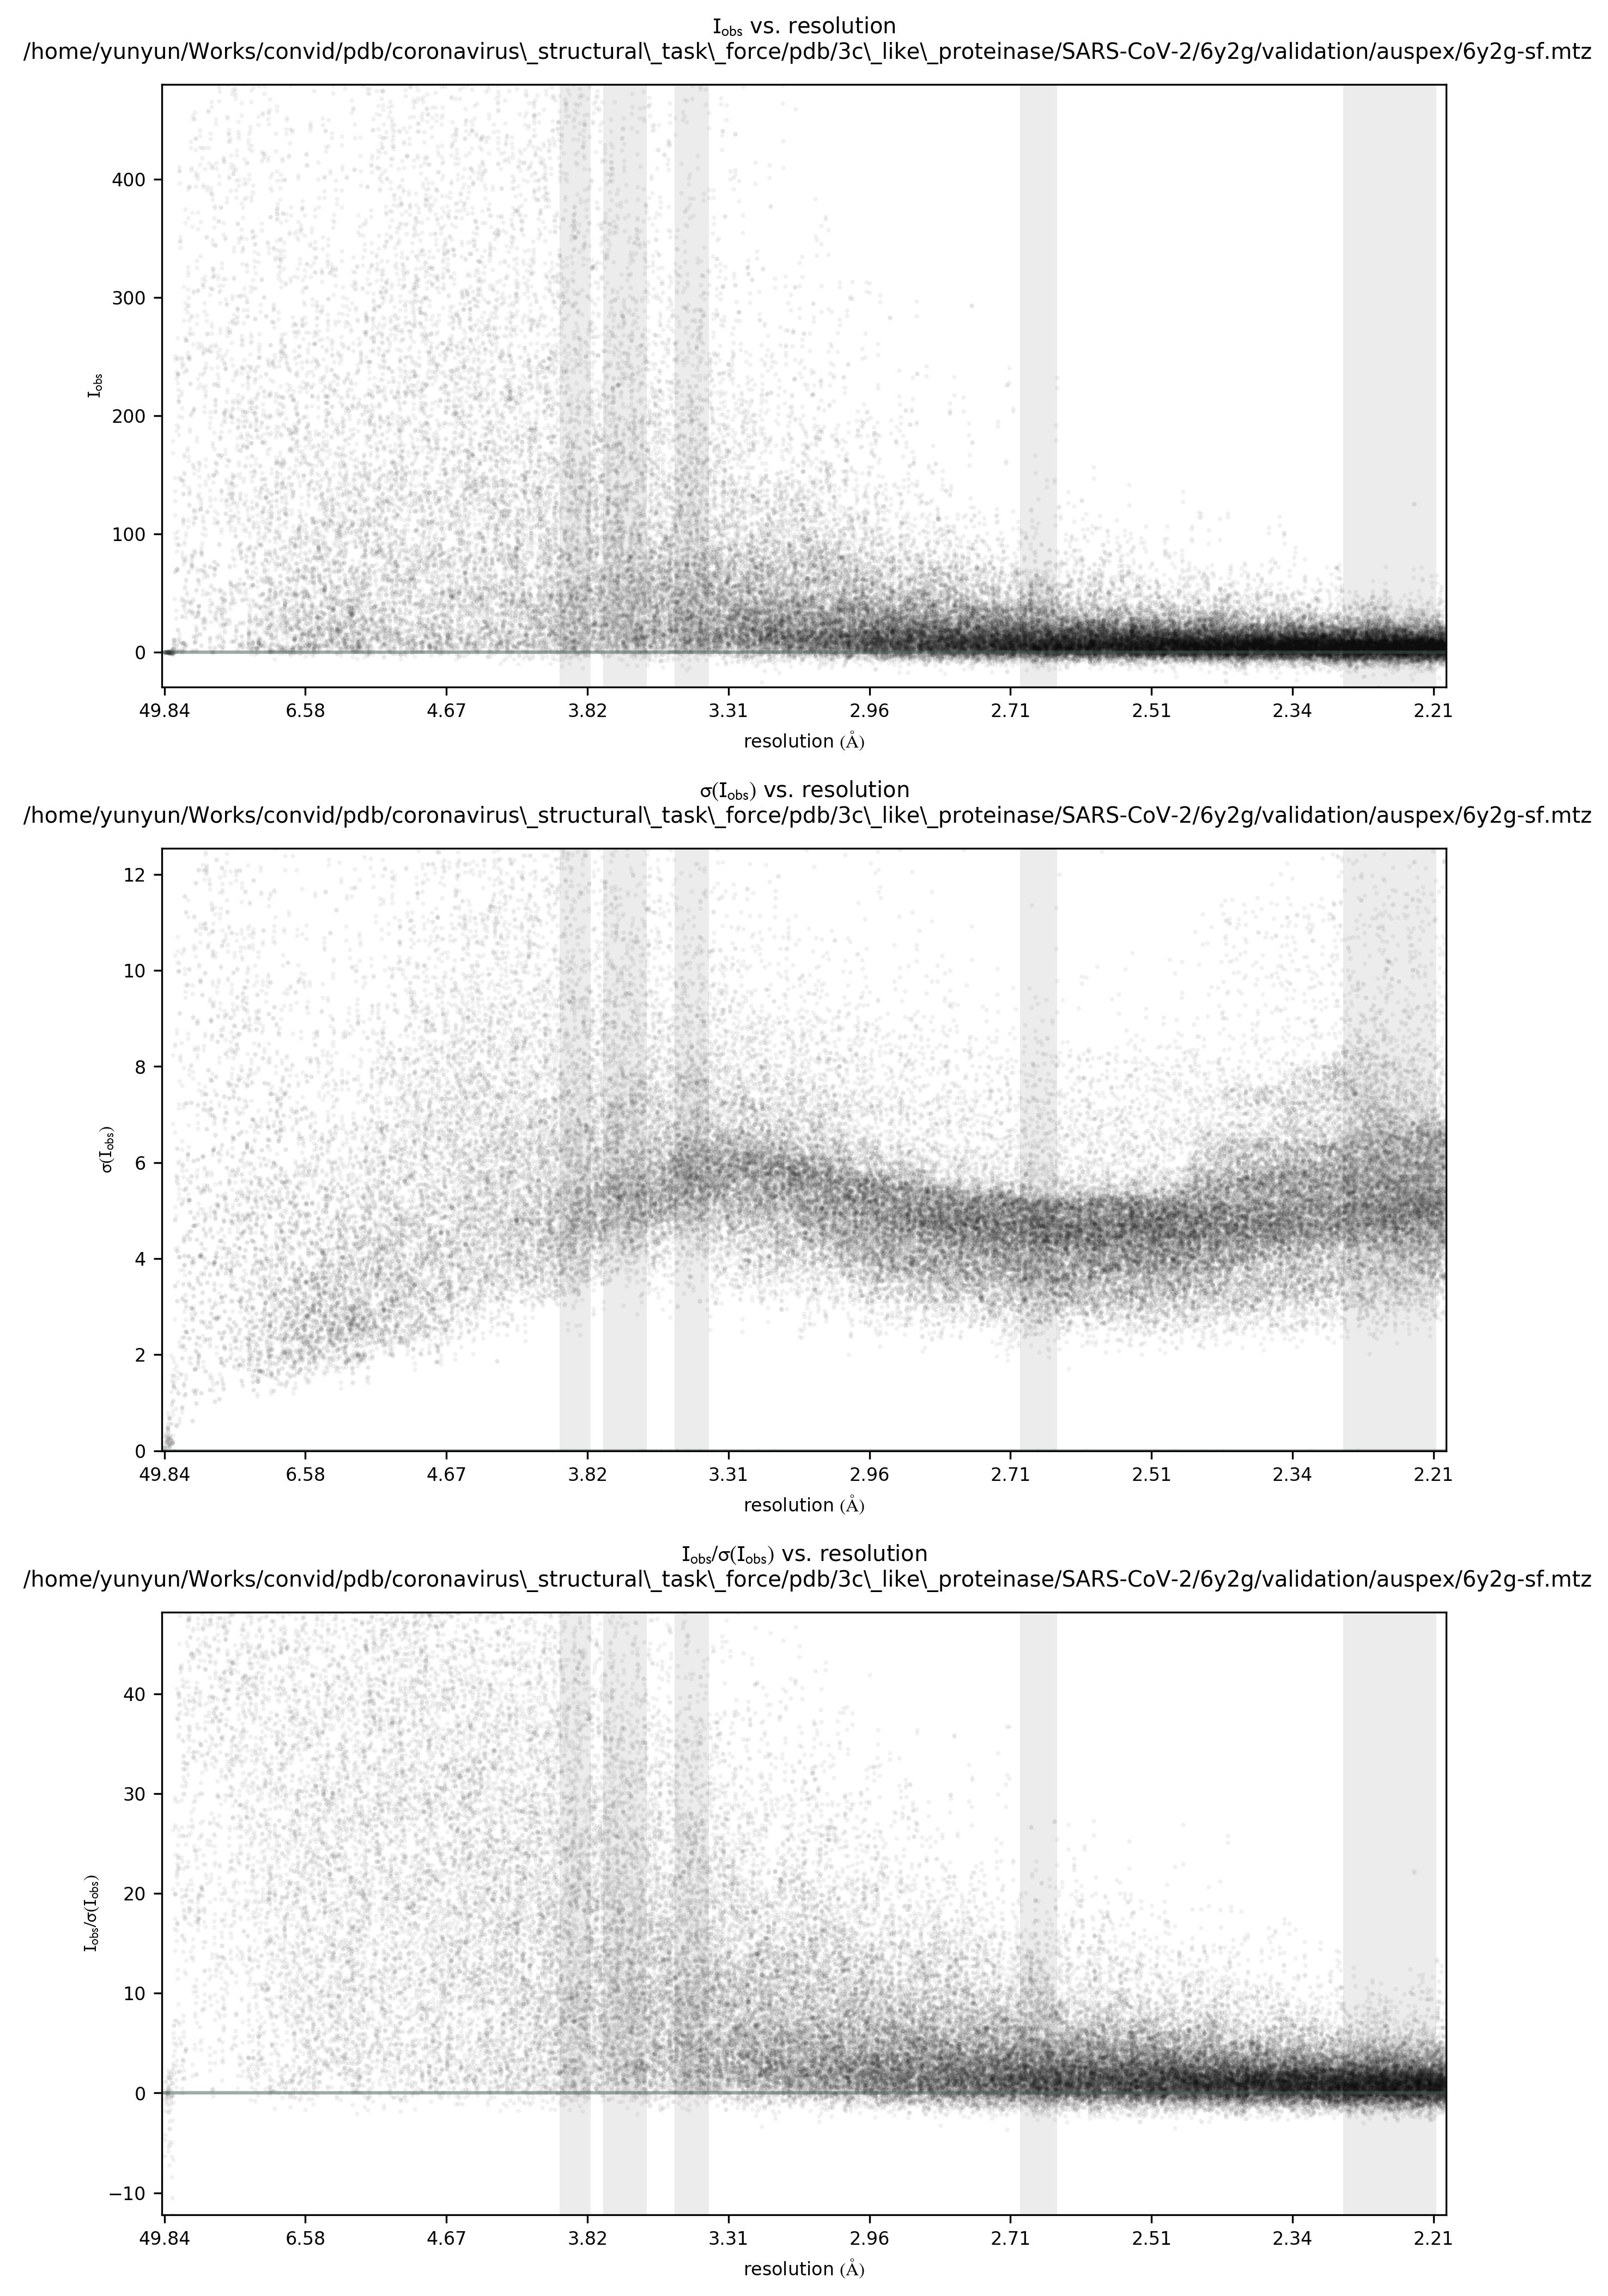 I_obs vs. resolution
/home/yunyun/Works/convid/pdb/coronavirus\_structural\_task\_force/pdb/3c\_like\_proteinase/SARS-CoV-2/6y2g/validation/auspex/6y2g-sf.mtz
400
300
200
100
0
I_obs
49.84 6.58 4.67 3.82 3.31 2.96 2.71 2.51 2.34 2.21
resolution (Å)
σ(I_obs) vs. resolution
/home/yunyun/Works/convid/pdb/coronavirus\_structural\_task\_force/pdb/3c\_like\_proteinase/SARS-CoV-2/6y2g/validation/auspex/6y2g-sf.mtz
12
10
8
6
4
2
0
σ(I_obs)
49.84 6.58 4.67 3.82 3.31 2.96 2.71 2.51 2.34 2.21
resolution (Å)
I_obs/σ(I_obs) vs. resolution
/home/yunyun/Works/convid/pdb/coronavirus\_structural\_task\_force/pdb/3c\_like\_proteinase/SARS-CoV-2/6y2g/validation/auspex/6y2g-sf.mtz
40
30
20
10
0
−10
I_obs/σ(I_obs)
49.84 6.58 4.67 3.82 3.31 2.96 2.71 2.51 2.34 2.21
resolution (Å)